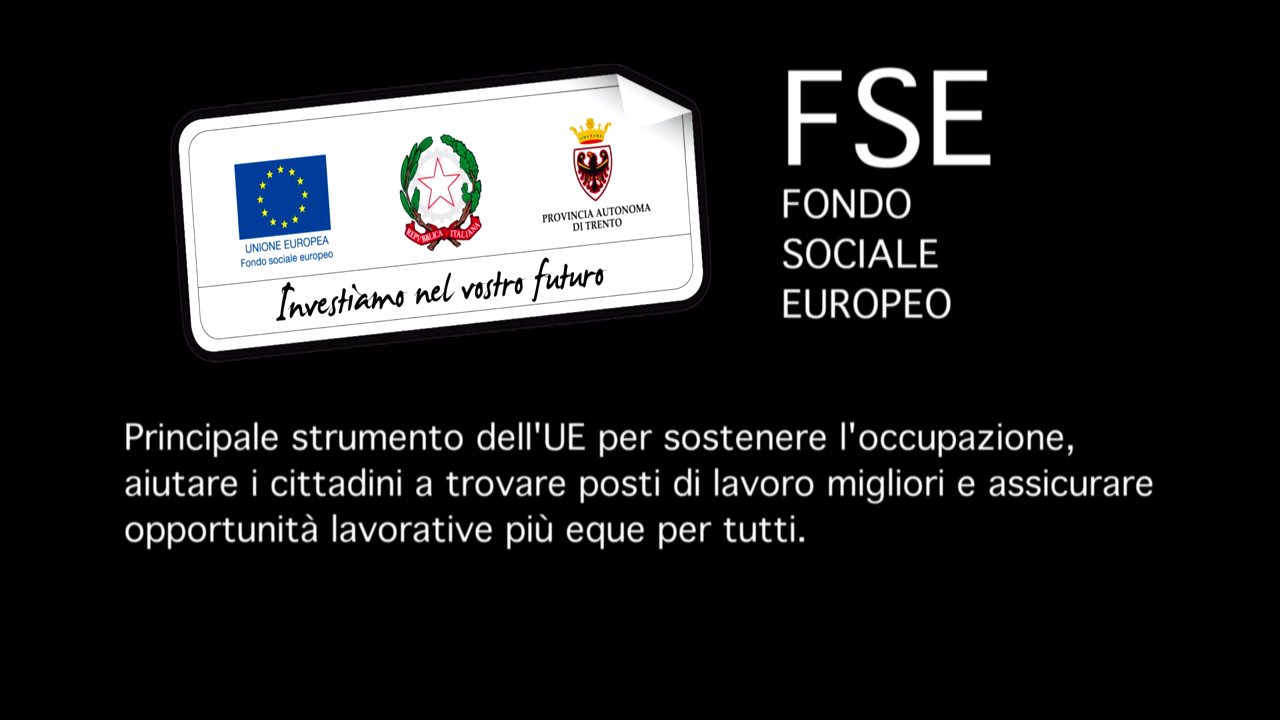 UNIONE EUROPEA
Fondo sociale europeo
REPVBBLICA ITALIANA
PROVINCIA AUTONOMA
DI TRENTO
Investiamo nel vostro futuro
FSE
FONDO
SOCIALE
EUROPEO
Principale strumento dell'UE per sostenere l'occupazione,
aiutare i cittadini a trovare posti di lavoro migliori e assicurare
opportunità lavorative più eque per tutti.